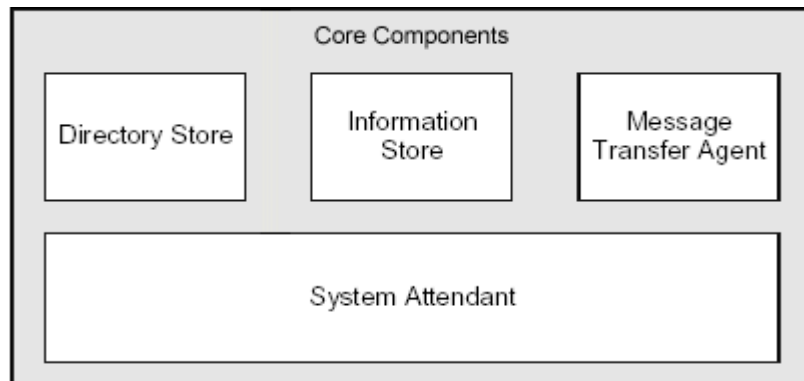 Core Components
Directory Store
Information
Store
Message
Transfer Agent
System Attendant